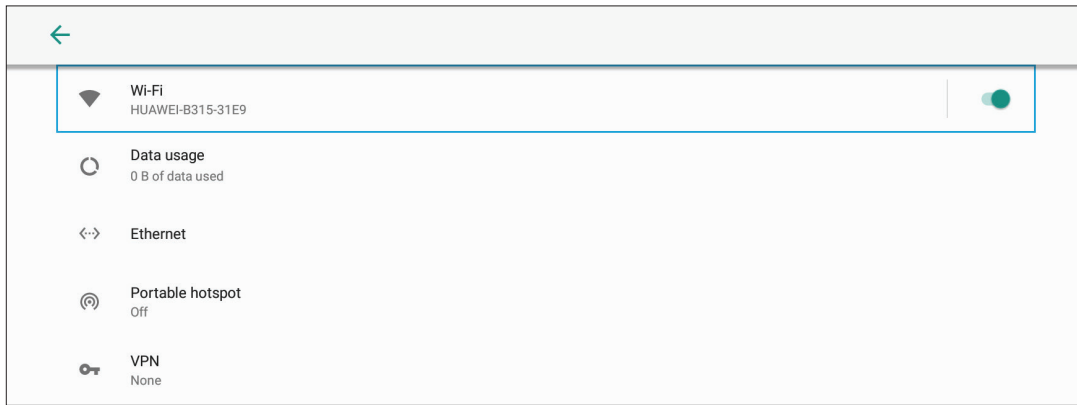 Wi-Fi
HUAWEI-B315-31E9
Data usage
0 B of data used
Ethernet
Portable hotspot
Off
VPN
None